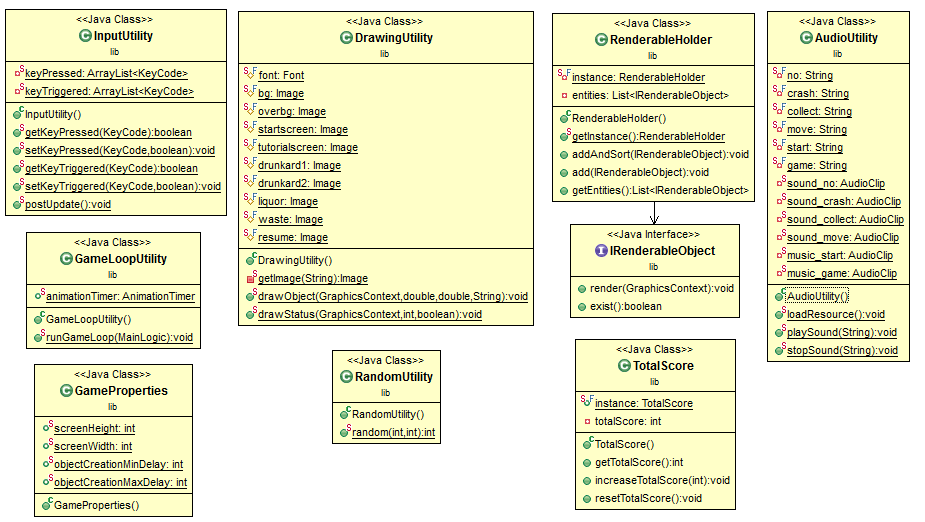 <<Java Class>>
InputUtility
lib
keyPressed: ArrayList<KeyCode>
keyTriggered: ArrayList<KeyCode>
InputUtility()
getKeyPressed(KeyCode):boolean
setKeyPressed(KeyCode,boolean):void
getKeyTriggered(KeyCode):boolean
setKeyTriggered(KeyCode,boolean):void
postUpdate():void
<<Java Class>>
DrawingUtility
lib
font: Font
bg: Image
overbg: Image
startscreen: Image
tutorialscreen: Image
drunkard1: Image
drunkard2: Image
liquor: Image
waste: Image
resume: Image
DrawingUtility()
getImage(String):Image
drawObject(GraphicsContext,double,double,String):void
drawStatus(GraphicsContext,int,boolean):void
<<Java Class>>
RenderableHolder
lib
instance: RenderableHolder
entities: List<IRenderableObject>
RenderableHolder()
getInstance():RenderableHolder
addAndSort(IRenderableObject):void
add(IRenderableObject):void
getEntities():List<IRenderableObject>
<<Java Class>>
AudioUtility
lib
no: String
crash: String
collect: String
move: String
start: String
game: String
sound_no: AudioClip
sound_crash: AudioClip
sound_collect: AudioClip
sound_move: AudioClip
music_start: AudioClip
music_game: AudioClip
AudioUtility()
loadResource():void
playSound(String):void
stopSound(String):void
<<Java Class>>
GameLoopUtility
lib
animationTimer: AnimationTimer
GameLoopUtility()
runGameLoop(MainLogic):void
<<Java Interface>>
IRenderableObject
lib
render(GraphicsContext):void
exist():boolean
<<Java Class>>
GameProperties
lib
screenHeight: int
screenWidth: int
objectCreationMinDelay: int
objectCreationMaxDelay: int
GameProperties()
<<Java Class>>
RandomUtility
lib
RandomUtility()
random(int,int):int
<<Java Class>>
TotalScore
lib
instance: TotalScore
totalScore: int
TotalScore()
getTotalScore():int
increaseTotalScore(int):void
resetTotalScore():void